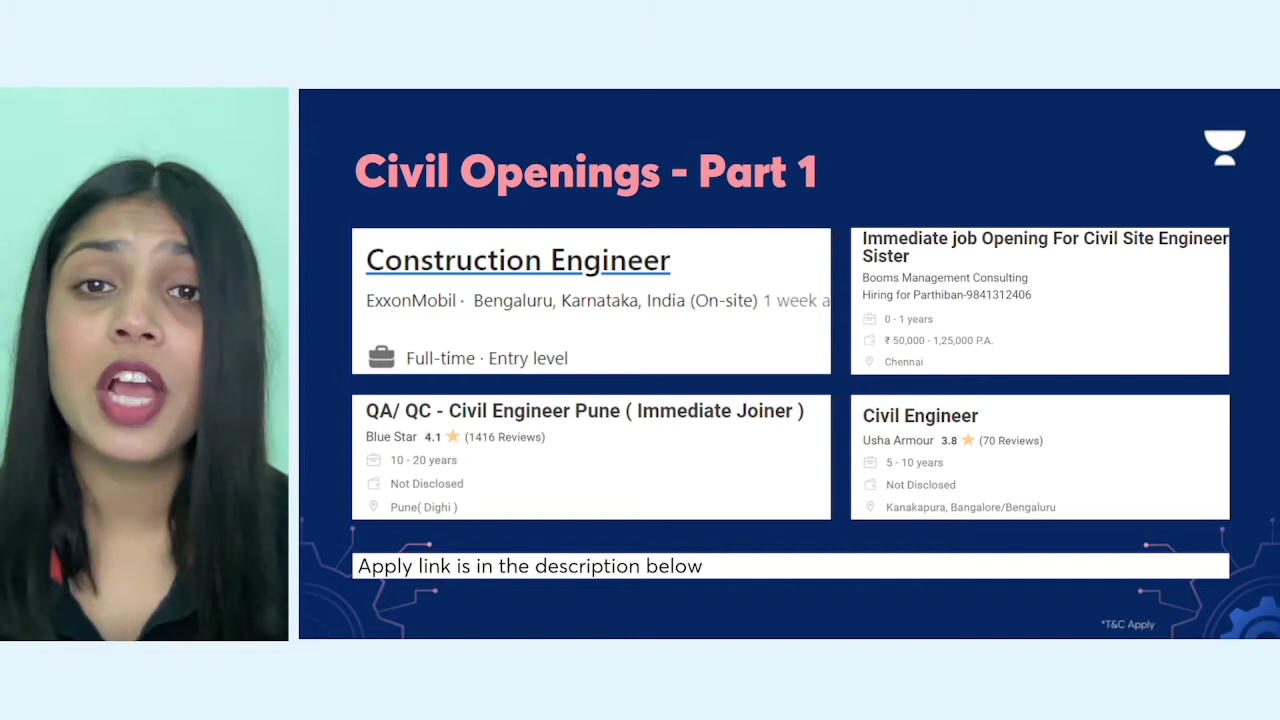 Civil Openings - Part 1
Construction Engineer
ExxonMobil · Bengaluru, Karnataka, India (On-site) 1 week a
Full-time · Entry level
Immediate job Opening For Civil Site Engineer
Sister
Booms Management Consulting
Hiring for Parthiban-9841312406
0 - 1 years
₹ 50,000 - 1,25,000 P.A.
Chennai
QA/ QC - Civil Engineer Pune ( Immediate Joiner )
Blue Star 4.1 (1416 Reviews)
10 - 20 years
Not Disclosed
Pune( Dighi )
Civil Engineer
Usha Armour 3.8 (70 Reviews)
5 - 10 years
Not Disclosed
Kanakapura, Bangalore/Bengaluru
Apply link is in the description below
*T&C Apply